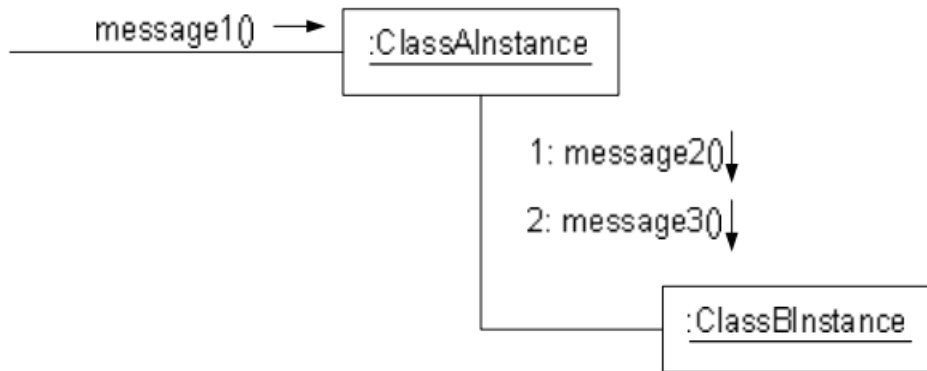 message1()
:ClassAInstance
1: message2()
2: message3()
:ClassBInstance